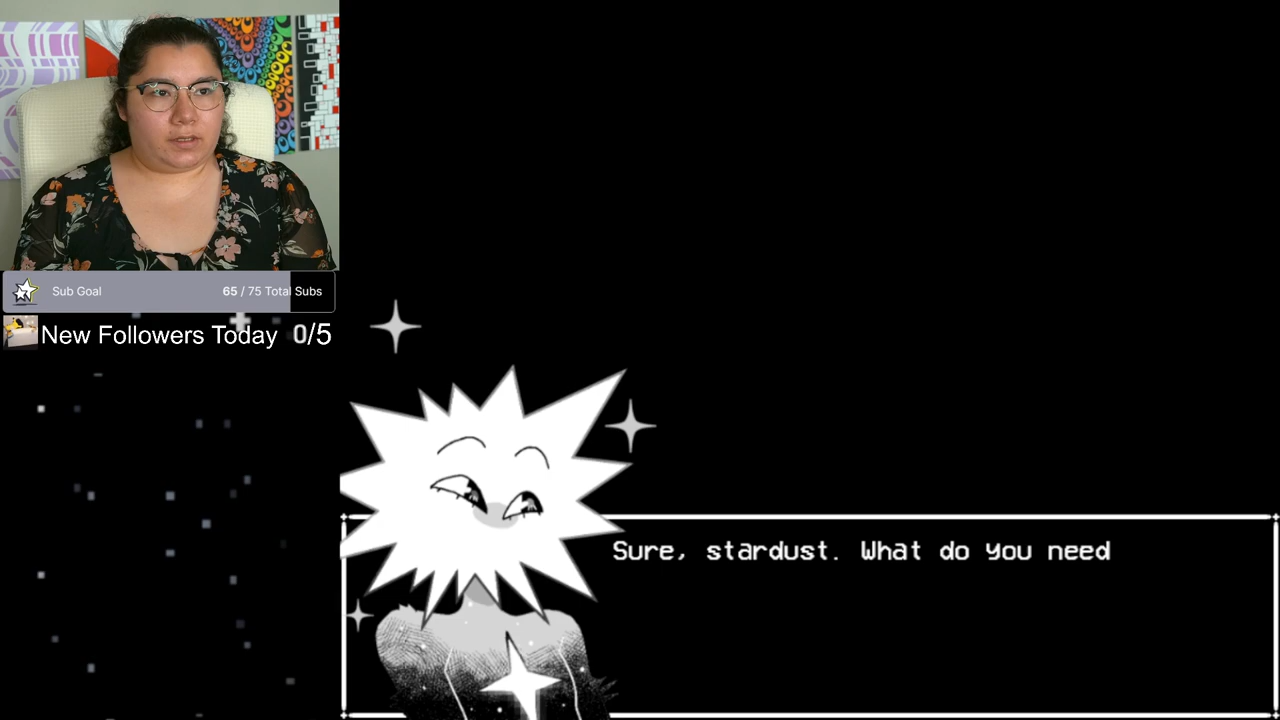 Sub Goal 65 / 75 Total Subs
New Followers Today 0/5
Sure, stardust. What do you need